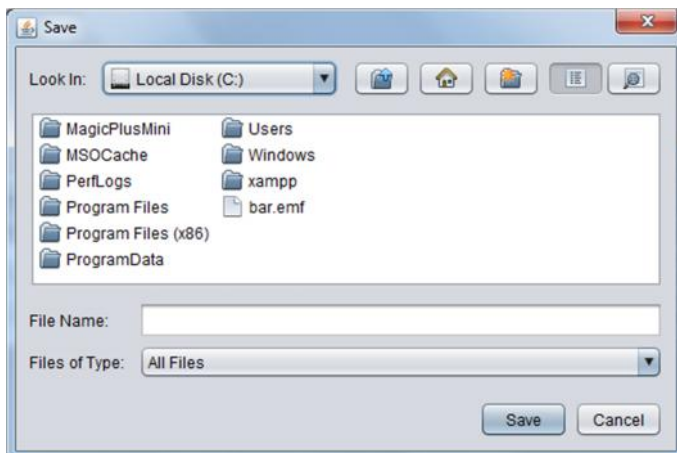 Save
Look In: Local Disk (C:)
MagicPlusMini
MSOCache
PerfLogs
Program Files
Program Files (x86)
ProgramData
Users
Windows
xampp
bar.emf
File Name:
Files of Type: All Files
Save Cancel